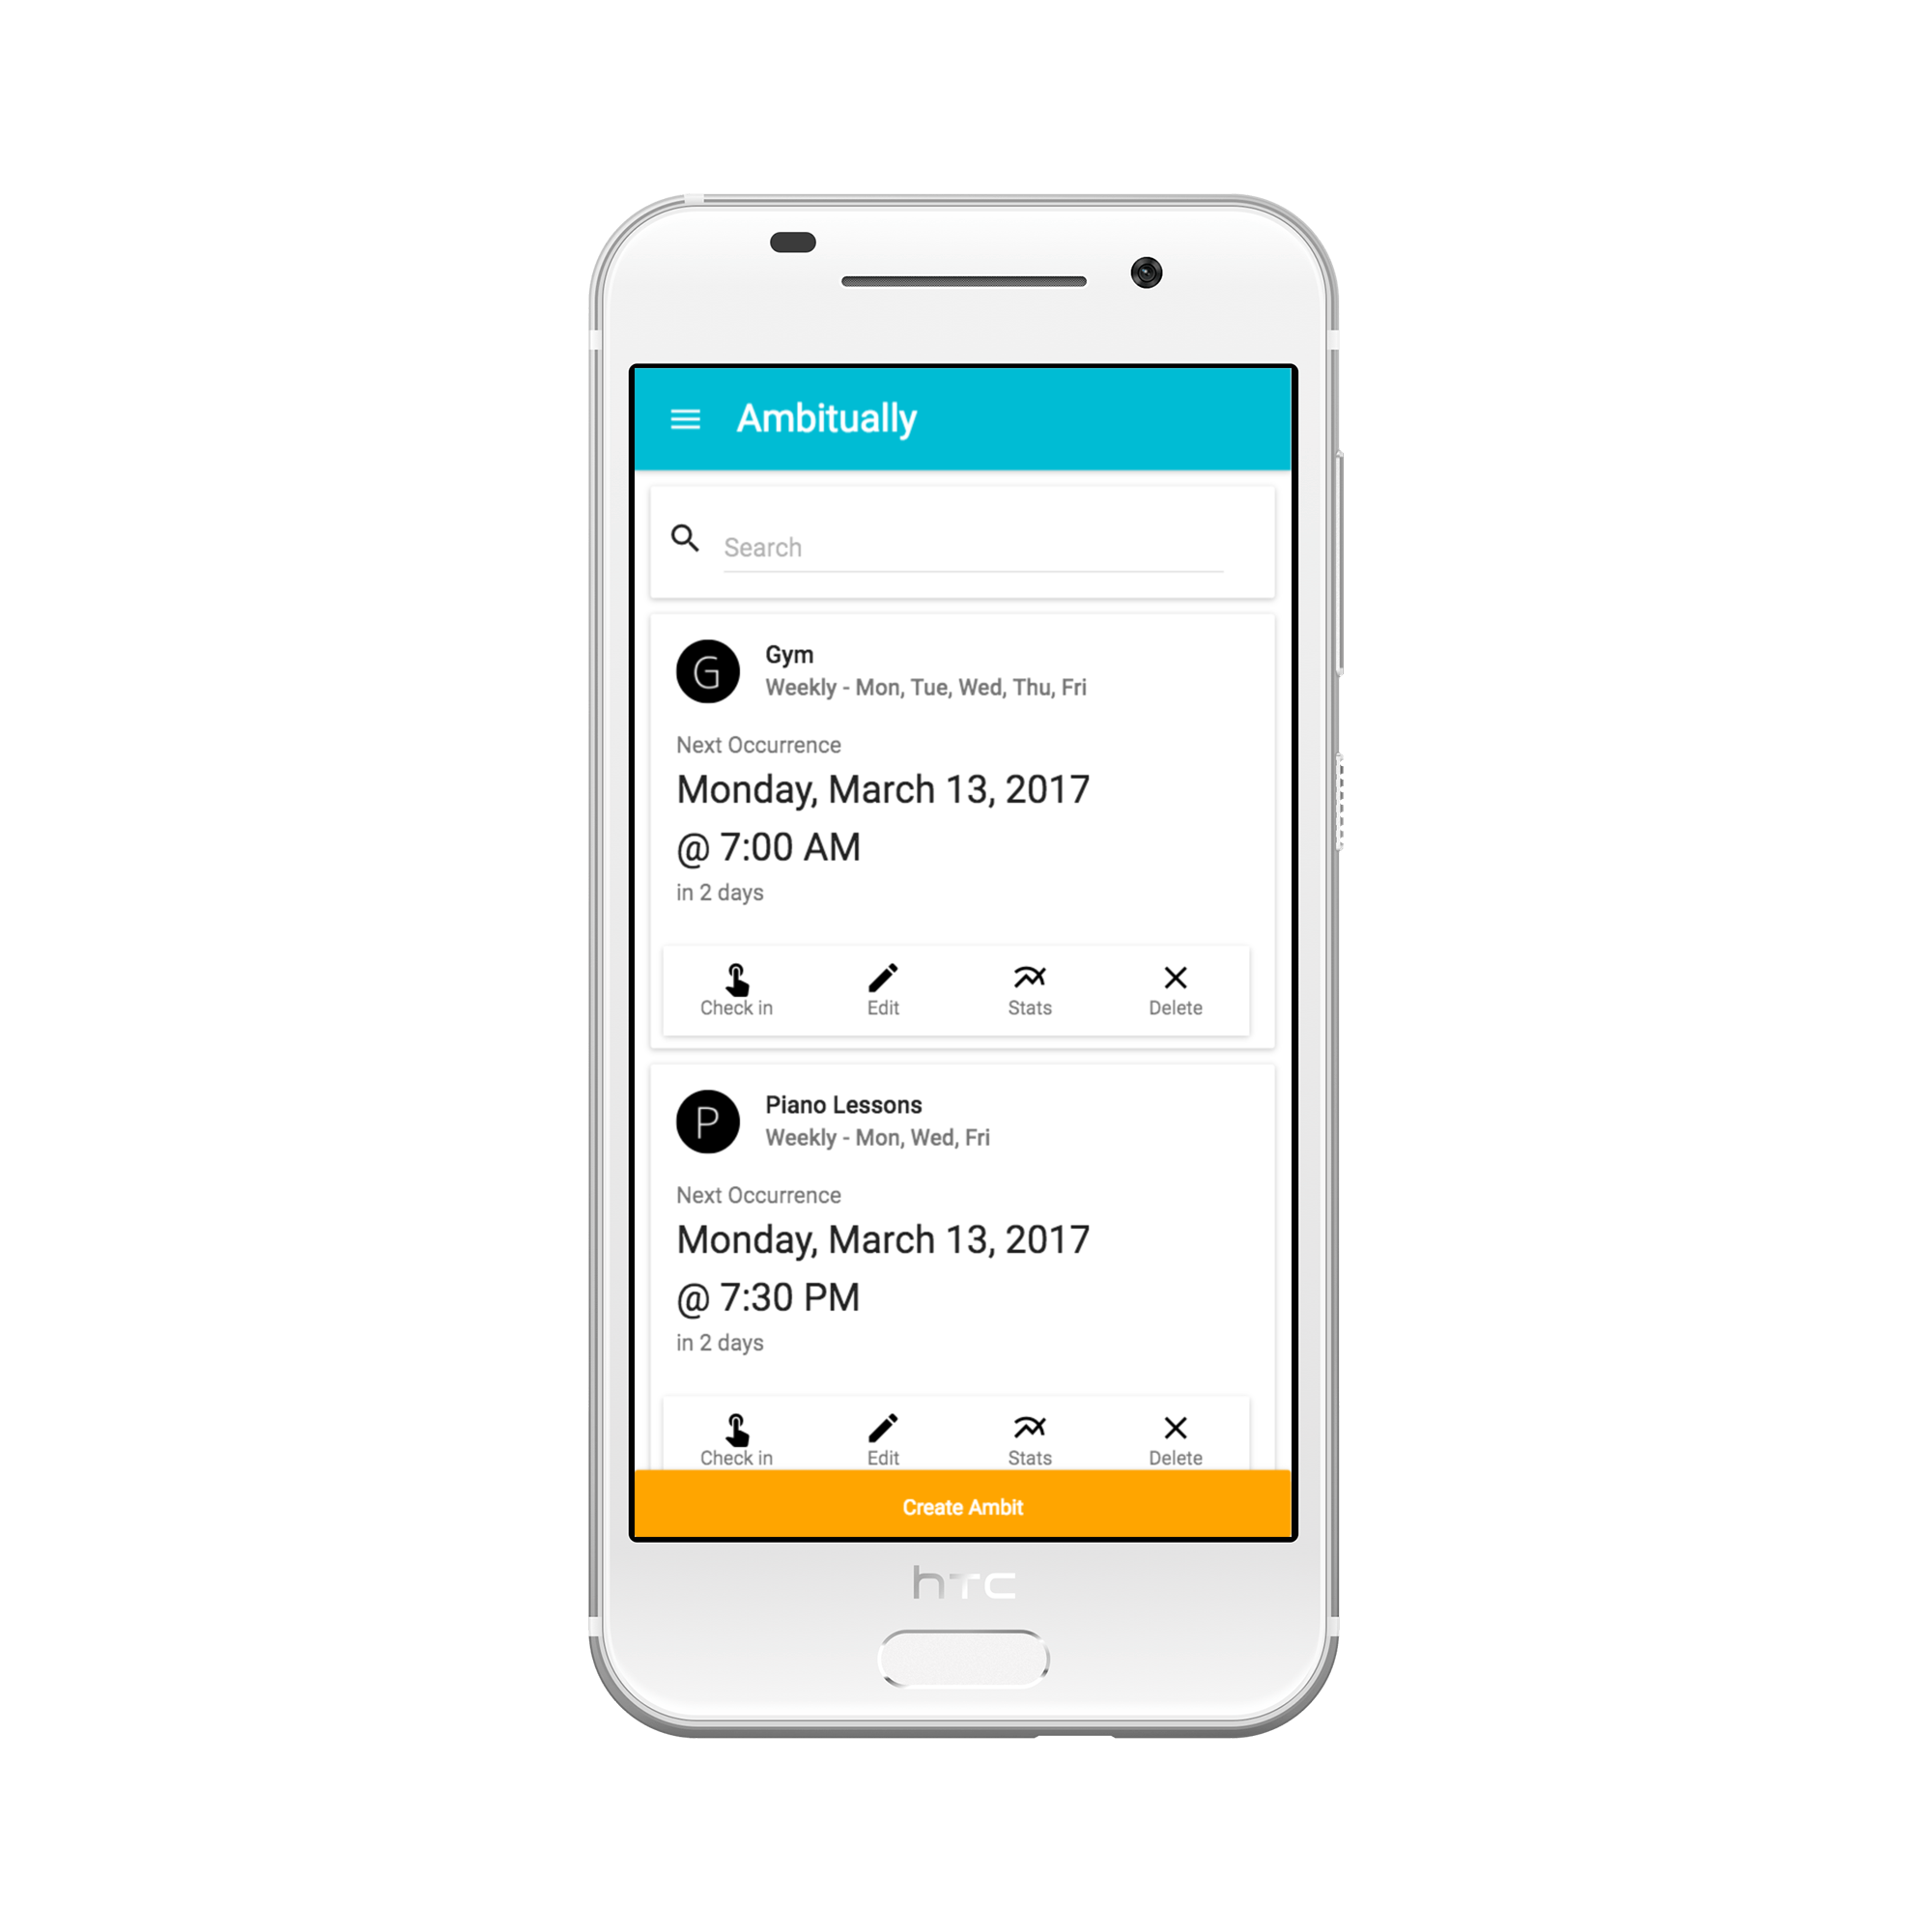 Ambitually
Search
G
Gym
Weekly - Mon, Tue, Wed, Thu, Fri
Next Occurrence
Monday, March 13, 2017
@ 7:00 AM
in 2 days
Check in Edit Stats Delete
P
Piano Lessons
Weekly - Mon, Wed, Fri
Next Occurrence
Monday, March 13, 2017
@ 7:30 PM
in 2 days
Check in Edit Stats Delete
Create Ambit
hTC